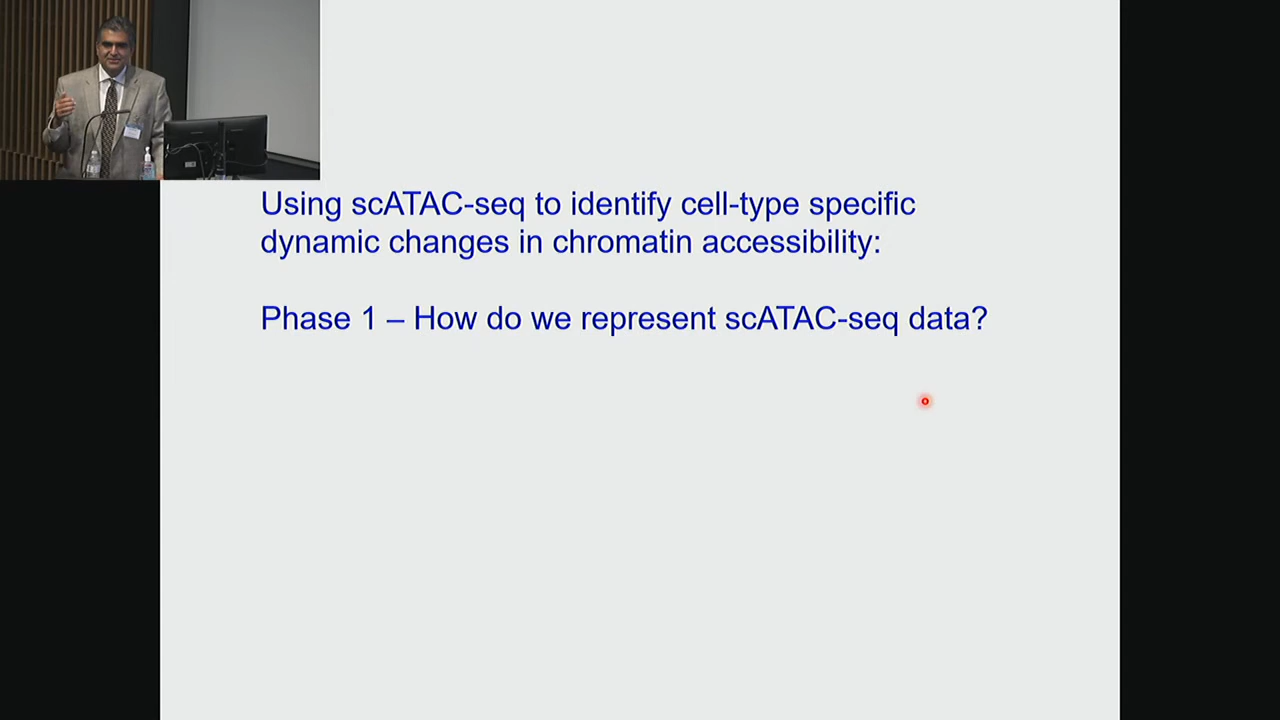 Using scATAC-seq to identify cell-type specific
dynamic changes in chromatin accessibility:
Phase 1 – How do we represent scATAC-seq data?